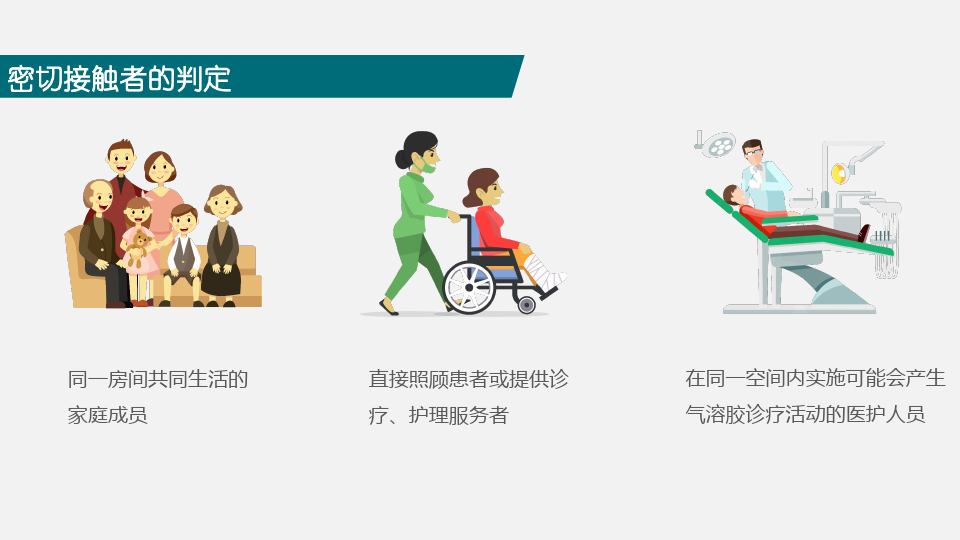 密切接触者的判定
同一房间共同生活的
家庭成员
直接照顾患者或提供诊
疗、护理服务者
在同一空间内实施可能会产生
气溶胶诊疗活动的医护人员